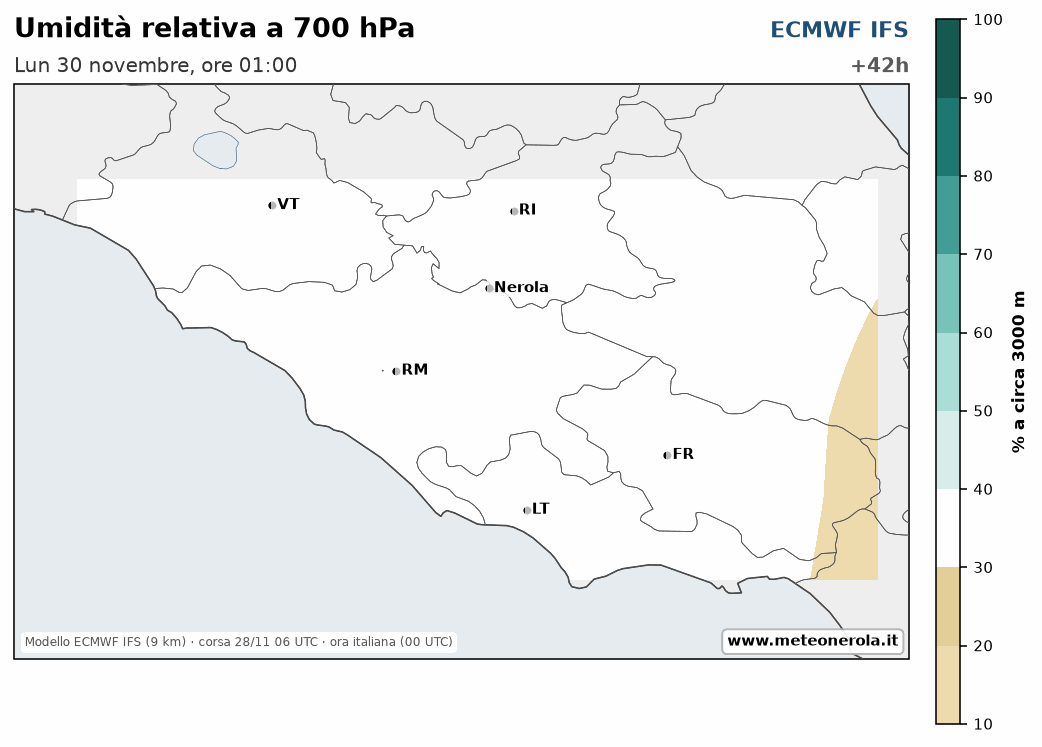 Umidità relativa a 700 hPa
ECMWF IFS
Lun 30 novembre, ore 01:00
+42h
VT
RI
Nerola
RM
FR
LT
Modello ECMWF IFS (9 km) · corsa 28/11 06 UTC · ora italiana (00 UTC)
www.meteonerola.it
100
90
80
70
60
50
40
30
20
10
% a circa 3000 m